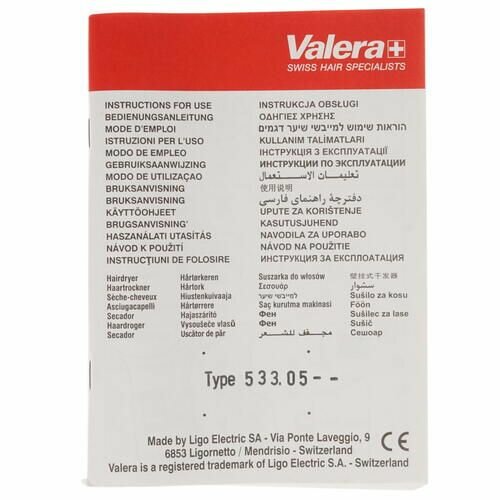 Valera
SWISS HAIR SPECIALISTS
INSTRUCTIONS FOR USE
BEDIENUNGSANLEITUNG
MODE D'EMPLOI
ISTRUZIONI PER L'USO
MODO DE EMPLEO
GEBRUIKSAANWIJZING
MODO DE UTILIZAÇAO
BRUKSANVISNING
BRUKSANVISNING
KÄYTTÖOHJEET
BRUGSANVISNING'
HASZNÁLATI UTASÍTÁS
NÁVOD K POUŽITÍ
INSTRUCŢIUNI DE FOLOSIRE
INSTRUKCJA OBSŁUGI
ΟΔΗΓΙΕΣ ΧΡΗΣΗΣ
הוראות שימוש למייבשי שיער דגמים
KULLANIM TALİMATLARI
ІНСТРУКЦІЯ З ЕКСПЛУАТАЦІЇ
ИНСТРУКЦИИ ПО ЭКСПЛУАТАЦИИ
تعليمات الاستعمال
使用说明
دفترچة راهنمای فارسی
UPUTE ZA KORIŠTENJE
KASUTUSJUHEND
NAVODILA ZA UPORABO
NÁVOD NA POUŽITIE
ИНСТРУКЦИЯ ЗА ЕКСПЛОАТАЦИЯ
Hairdryer
Haartrockner
Sèche-cheveux
Asciugacapelli
Secador
Haardroger
Secador
Hårtørkeren
Hårtork
Hiustenkuivaaja
Hårtørrere
Hajaszárító
Vysoušeče vlasů
Uscător de păr
Suszarka do włosów
Σεσουάρ
למייבשי שיער
Saç kurutma makinasi
Фен
Фен
مجفف للشعر
壁挂式干发器
سشوار
Sušilo za kosu
Föön
Sušilec za lase
Sušič
Сешоар
Type 533.05--
Made by Ligo Electric SA - Via Ponte Laveggio, 9
6853 Ligornetto / Mendrisio - Switzerland
Valera is a registered trademark of Ligo Electric S.A. - Switzerland
CE